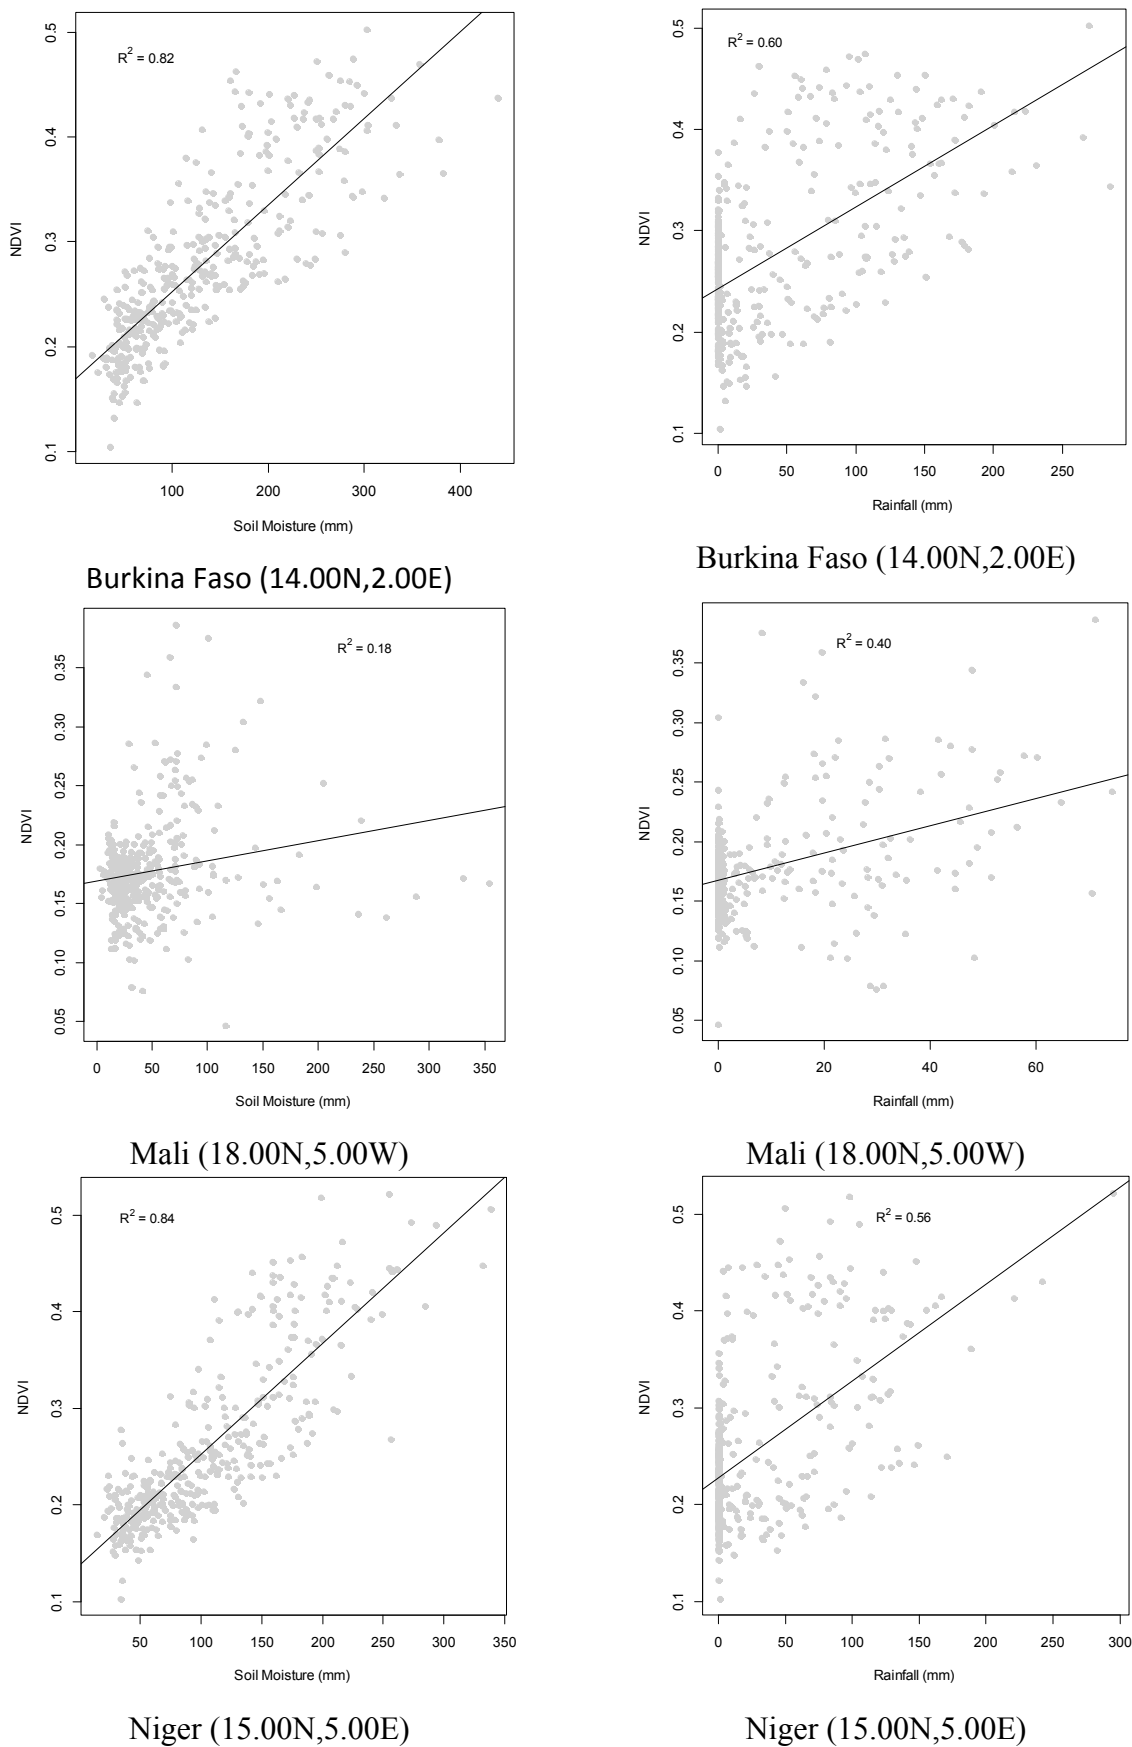 R² = 0.82
NDVI
0.1 0.2 0.3 0.4 0.5
100 200 300 400
Soil Moisture (mm)
Burkina Faso (14.00N,2.00E)
R² = 0.60
NDVI
0.1 0.2 0.3 0.4 0.5
0 50 100 150 200 250
Rainfall (mm)
Burkina Faso (14.00N,2.00E)
R² = 0.18
NDVI
0.05 0.10 0.15 0.20 0.25 0.30 0.35
0 50 100 150 200 250 300 350
Soil Moisture (mm)
Mali (18.00N,5.00W)
R² = 0.40
NDVI
0.05 0.10 0.15 0.20 0.25 0.30 0.35
0 20 40 60
Rainfall (mm)
Mali (18.00N,5.00W)
R² = 0.84
NDVI
0.1 0.2 0.3 0.4 0.5
50 100 150 200 250 300 350
Soil Moisture (mm)
Niger (15.00N,5.00E)
R² = 0.56
NDVI
0.1 0.2 0.3 0.4 0.5
0 50 100 150 200 250 300
Rainfall (mm)
Niger (15.00N,5.00E)